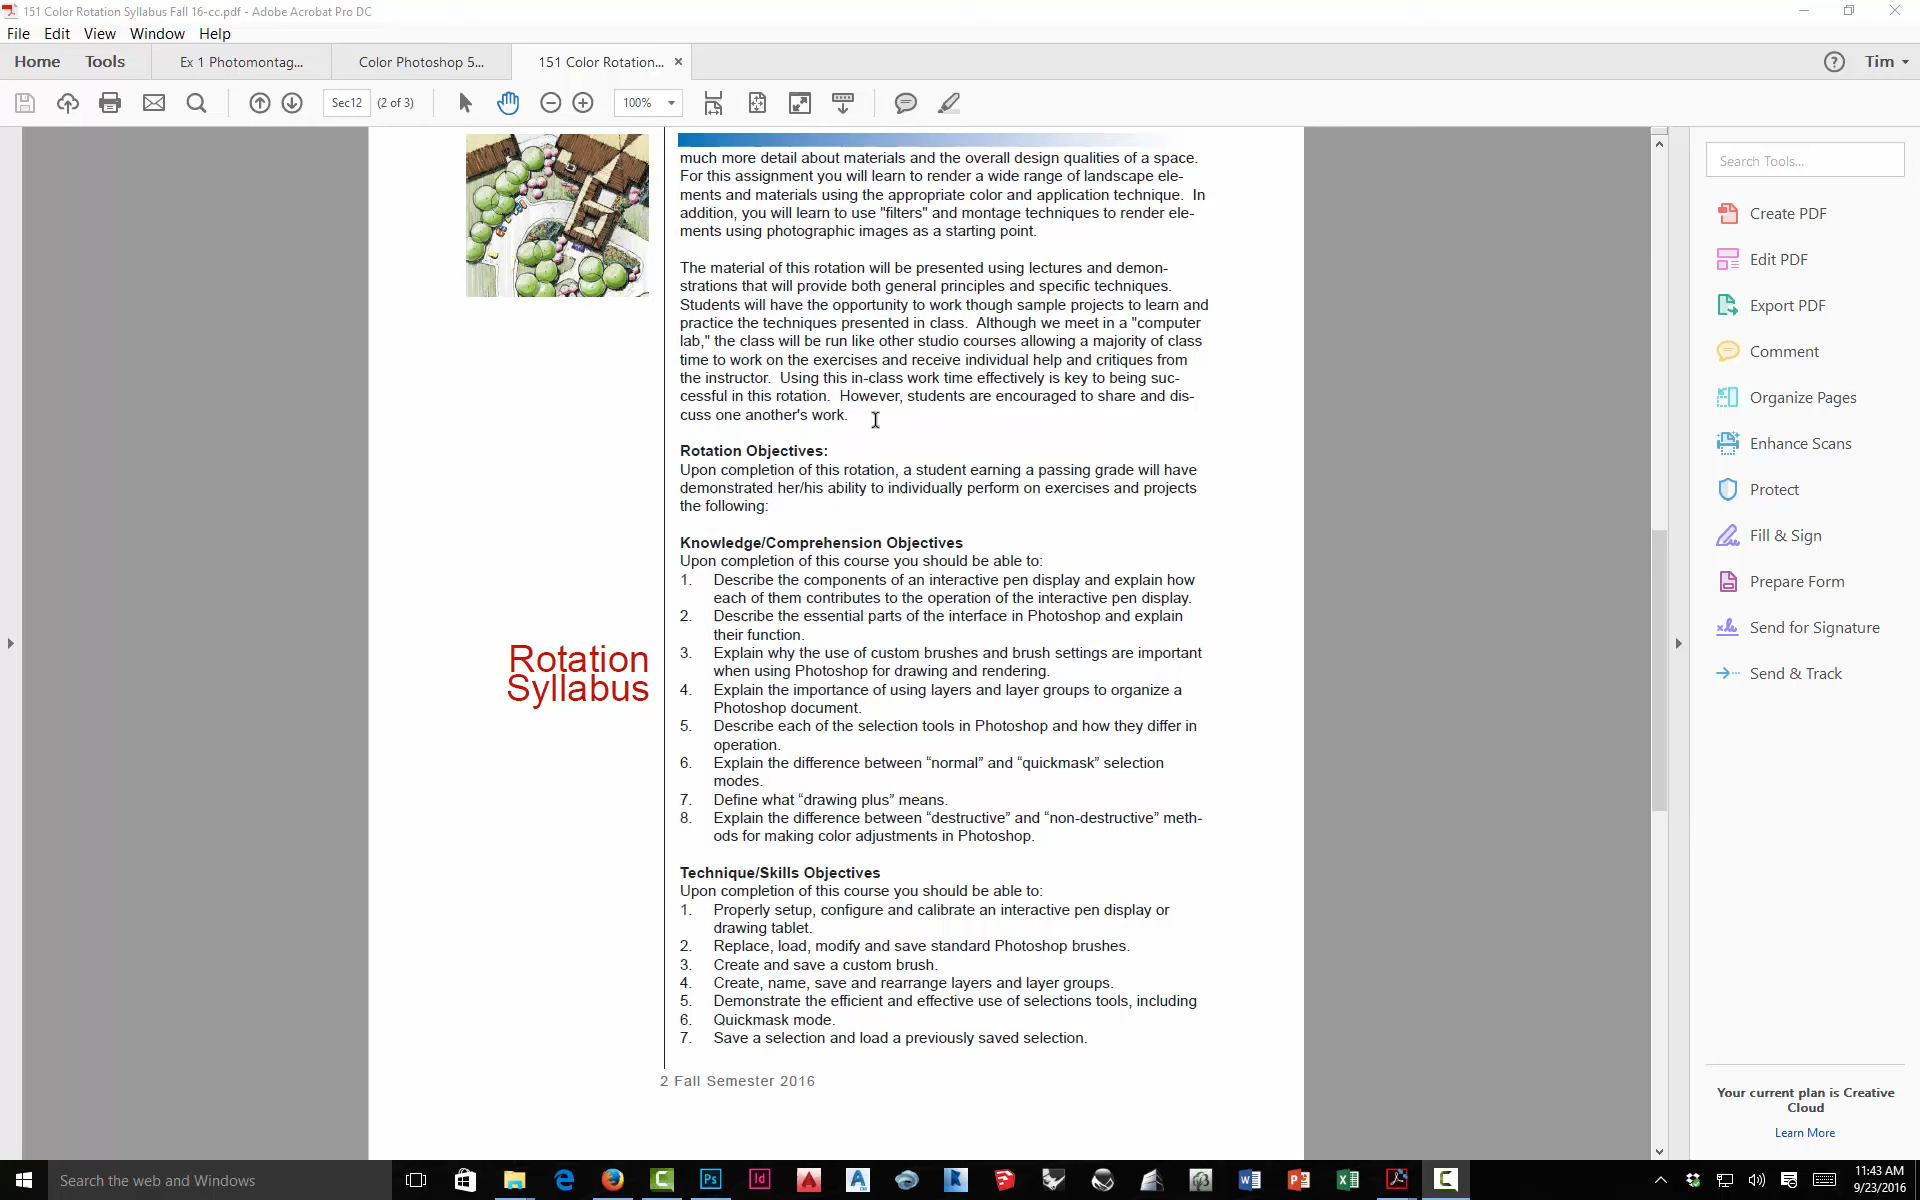 151 Color Rotation Syllabus Fall 16-cc.pdf - Adobe Acrobat Pro DC
File Edit View Window Help
Home Tools Ex 1 Photomontag... Color Photoshop 5... 151 Color Rotation... × ? Tim
Sec12 (2 of 3) 100%
much more detail about materials and the overall design qualities of a space.
For this assignment you will learn to render a wide range of landscape ele-
ments and materials using the appropriate color and application technique.  In
addition, you will learn to use "filters" and montage techniques to render ele-
ments using photographic images as a starting point.
The material of this rotation will be presented using lectures and demon-
strations that will provide both general principles and specific techniques.
Students will have the opportunity to work though sample projects to learn and
practice the techniques presented in class.  Although we meet in a "computer
lab," the class will be run like other studio courses allowing a majority of class
time to work on the exercises and receive individual help and critiques from
the instructor.  Using this in-class work time effectively is key to being suc-
cessful in this rotation.  However, students are encouraged to share and dis-
cuss one another's work.
Rotation Objectives:
Upon completion of this rotation, a student earning a passing grade will have
demonstrated her/his ability to individually perform on exercises and projects
the following:
Knowledge/Comprehension Objectives
Upon completion of this course you should be able to:
1. Describe the components of an interactive pen display and explain how
each of them contributes to the operation of the interactive pen display.
2. Describe the essential parts of the interface in Photoshop and explain
their function.
3. Explain why the use of custom brushes and brush settings are important
when using Photoshop for drawing and rendering.
4. Explain the importance of using layers and layer groups to organize a
Photoshop document.
5. Describe each of the selection tools in Photoshop and how they differ in
operation.
6. Explain the difference between “normal” and “quickmask” selection
modes.
7. Define what “drawing plus” means.
8. Explain the difference between “destructive” and “non-destructive” meth-
ods for making color adjustments in Photoshop.
Technique/Skills Objectives
Upon completion of this course you should be able to:
1. Properly setup, configure and calibrate an interactive pen display or
drawing tablet.
2. Replace, load, modify and save standard Photoshop brushes.
3. Create and save a custom brush.
4. Create, name, save and rearrange layers and layer groups.
5. Demonstrate the efficient and effective use of selections tools, including
6. Quickmask mode.
7. Save a selection and load a previously saved selection.
2 Fall Semester 2016
Rotation
Syllabus
Search Tools...
Create PDF
Edit PDF
Export PDF
Comment
Organize Pages
Enhance Scans
Protect
Fill & Sign
Prepare Form
Send for Signature
Send & Track
Your current plan is Creative
Cloud
Learn More
Search the web and Windows
Ps
Id
11:43 AM
9/23/2016